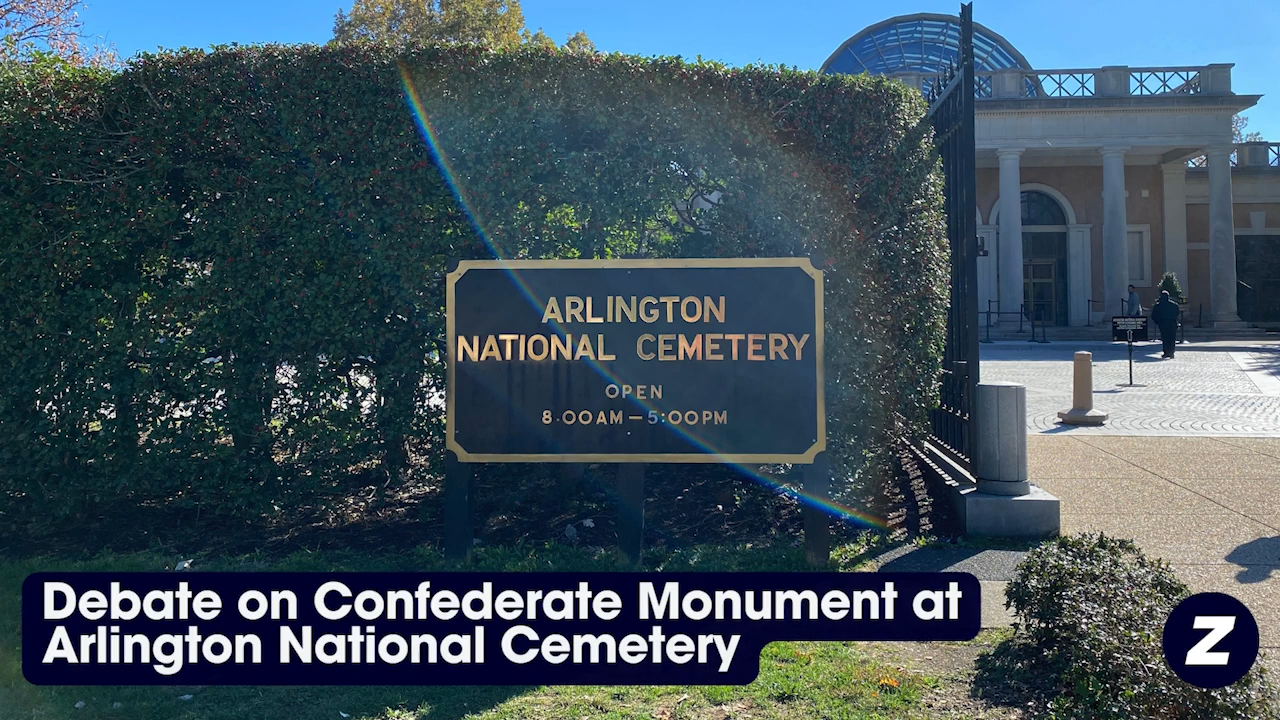 ARLINGTON
NATIONAL CEMETERY
OPEN
8:00AM—5:00PM
Debate on Confederate Monument at
Arlington National Cemetery
Z